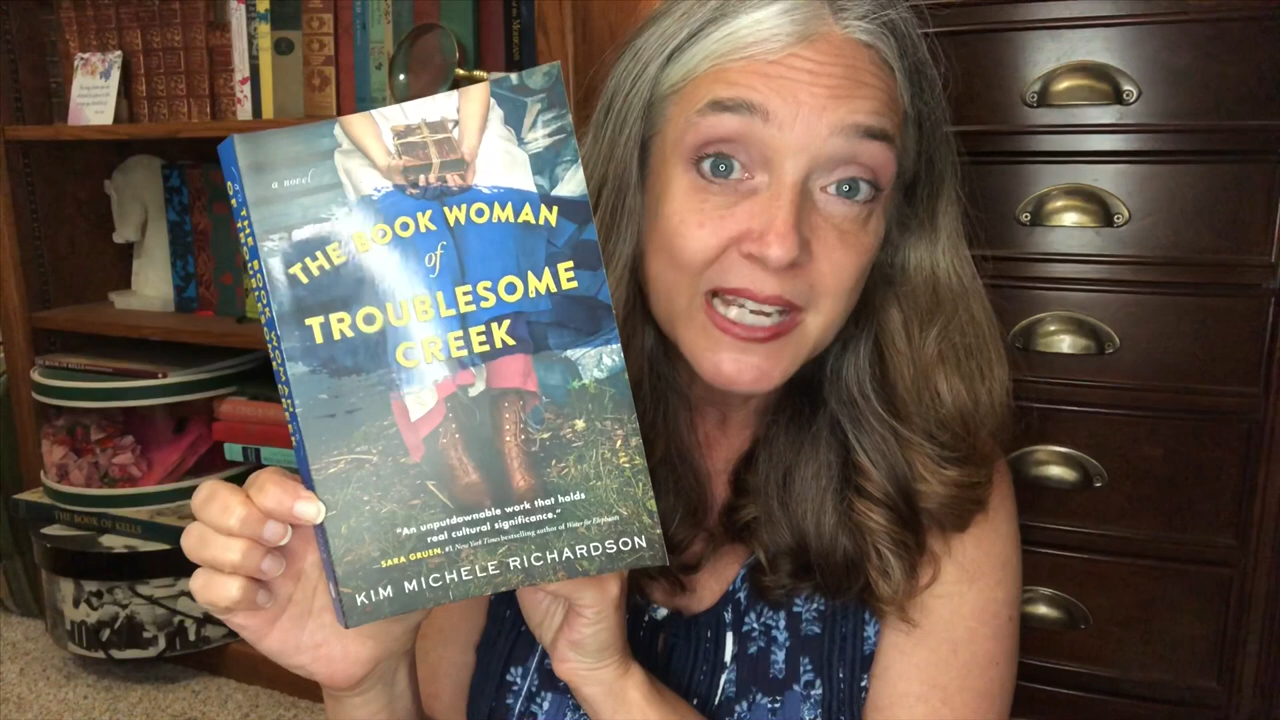 a novel
THE BOOK WOMAN
of
TROUBLESOME
CREEK
"An unputdownable work that holds
real cultural significance."
—SARA GRUEN, #1 New York Times bestselling author of Water for Elephants
KIM MICHELE RICHARDSON
THE BOOK WOMAN
OF TROUBLESOME
THE BOOK OF KELLS